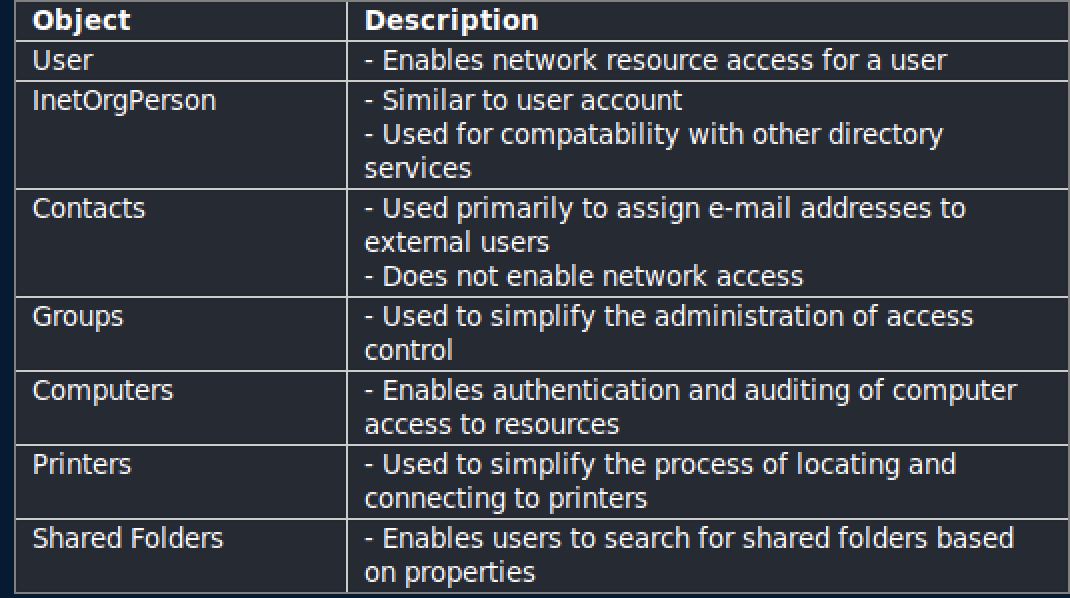 Object Description
User - Enables network resource access for a user
InetOrgPerson - Similar to user account
- Used for compatability with other directory
services
Contacts - Used primarily to assign e-mail addresses to
external users
- Does not enable network access
Groups - Used to simplify the administration of access
control
Computers - Enables authentication and auditing of computer
access to resources
Printers - Used to simplify the process of locating and
connecting to printers
Shared Folders - Enables users to search for shared folders based
on properties